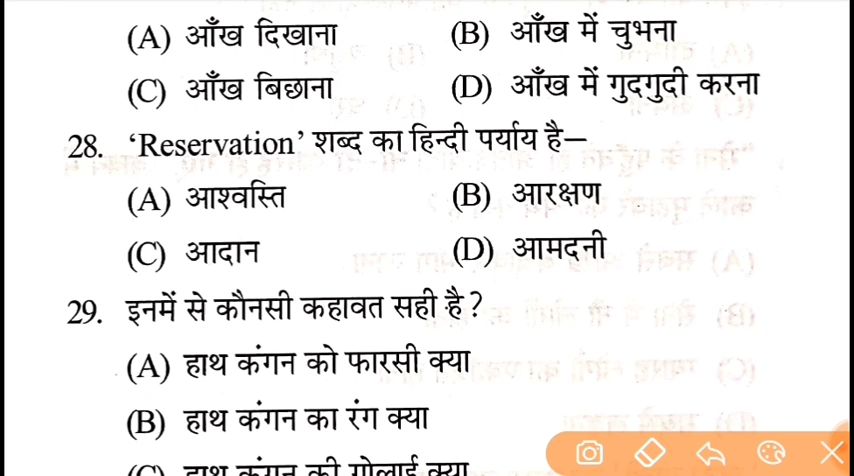 (A) आँख दिखाना (B) आँख में चुभना
(C) आँख बिछाना (D) आँख में गुदगुदी करना
28. ‘Reservation’ शब्द का हिन्दी पर्याय है—
(A) आश्वस्ति (B) आरक्षण
(C) आदान (D) आमदनी
29. इनमें से कौनसी कहावत सही है?
(A) हाथ कंगन को फारसी क्या
(B) हाथ कंगन का रंग क्या
(C) हाथ कंगन की गोलाई क्या